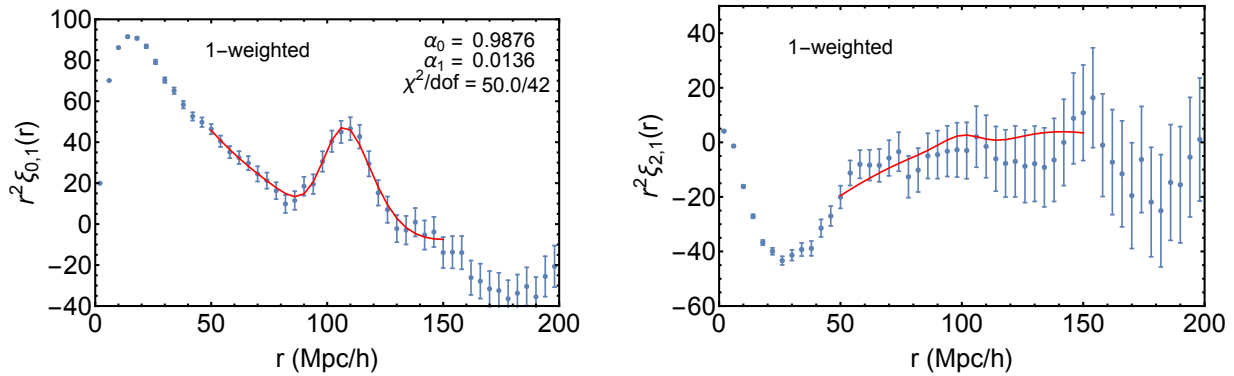 1−weighted
α₀ = 0.9876
α₁ = 0.0136
χ²/dof = 50.0/42
r²ξ₀,₁(r)
100
80
60
40
20
0
−20
−40
0 50 100 150 200
r (Mpc/h)
1−weighted
r²ξ₂,₁(r)
40
20
0
−20
−40
−60
0 50 100 150 200
r (Mpc/h)